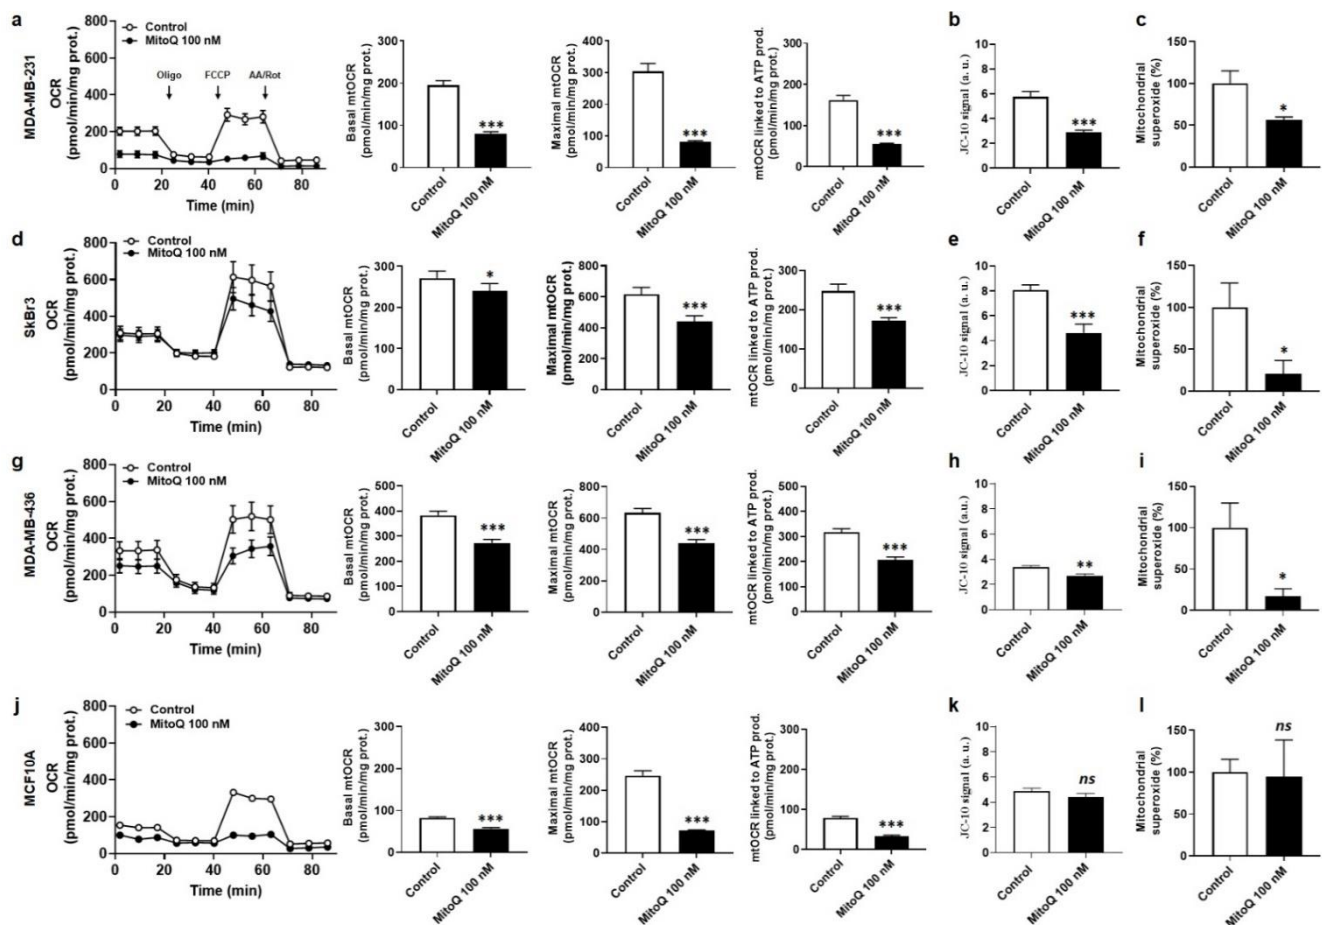 a
MDA-MB-231
OCR
(pmol/min/mg prot.)
800
600
400
200
0
Control
MitoQ 100 nM
Oligo
FCCP
AA/Rot
0 20 40 60 80
Time (min)
Basal mtOCR
(pmol/min/mg prot.)
300
200
100
0
***
Control
MitoQ 100 nM
Maximal mtOCR
(pmol/min/mg prot.)
400
300
200
100
0
***
Control
MitoQ 100 nM
mtOCR linked to ATP prod.
(pmol/min/mg prot.)
300
200
100
0
***
Control
MitoQ 100 nM
b
JC-10 signal (a. u.)
10
8
6
4
2
0
***
Control
MitoQ 100 nM
c
Mitochondrial
superoxide (%)
150
100
50
0
*
Control
MitoQ 100 nM
d
SkBr3
OCR
(pmol/min/mg prot.)
800
600
400
200
0
Control
MitoQ 100 nM
0 20 40 60 80
Time (min)
Basal mtOCR
(pmol/min/mg prot.)
300
200
100
0
*
Control
MitoQ 100 nM
Maximal mtOCR
(pmol/min/mg prot.)
800
600
400
200
0
***
Control
MitoQ 100 nM
mtOCR linked to ATP prod.
(pmol/min/mg prot.)
300
200
100
0
***
Control
MitoQ 100 nM
e
JC-10 signal (a. u.)
10
8
6
4
2
0
***
Control
MitoQ 100 nM
f
Mitochondrial
superoxide (%)
150
100
50
0
*
Control
MitoQ 100 nM
g
MDA-MB-436
OCR
(pmol/min/mg prot.)
800
600
400
200
0
Control
MitoQ 100 nM
0 20 40 60 80
Time (min)
Basal mtOCR
(pmol/min/mg prot.)
500
400
300
200
100
0
***
Control
MitoQ 100 nM
Maximal mtOCR
(pmol/min/mg prot.)
800
600
400
200
0
***
Control
MitoQ 100 nM
mtOCR linked to ATP prod.
(pmol/min/mg prot.)
500
400
300
200
100
0
***
Control
MitoQ 100 nM
h
JC-10 signal (a.u.)
10
8
6
4
2
0
**
Control
MitoQ 100 nM
i
Mitochondrial
superoxide (%)
150
100
50
0
*
Control
MitoQ 100 nM
j
MCF10A
OCR
(pmol/min/mg prot.)
800
600
400
200
0
Control
MitoQ 100 nM
0 20 40 60 80
Time (min)
Basal mtOCR
(pmol/min/mg prot.)
300
200
100
0
***
Control
MitoQ 100 nM
Maximal mtOCR
(pmol/min/mg prot.)
400
300
200
100
0
***
Control
MitoQ 100 nM
mtOCR linked to ATP prod.
(pmol/min/mg prot.)
300
200
100
0
***
Control
MitoQ 100 nM
k
JC-10 signal (a. u.)
10
8
6
4
2
0
ns
Control
MitoQ 100 nM
l
Mitochondrial
superoxide (%)
150
100
50
0
ns
Control
MitoQ 100 nM